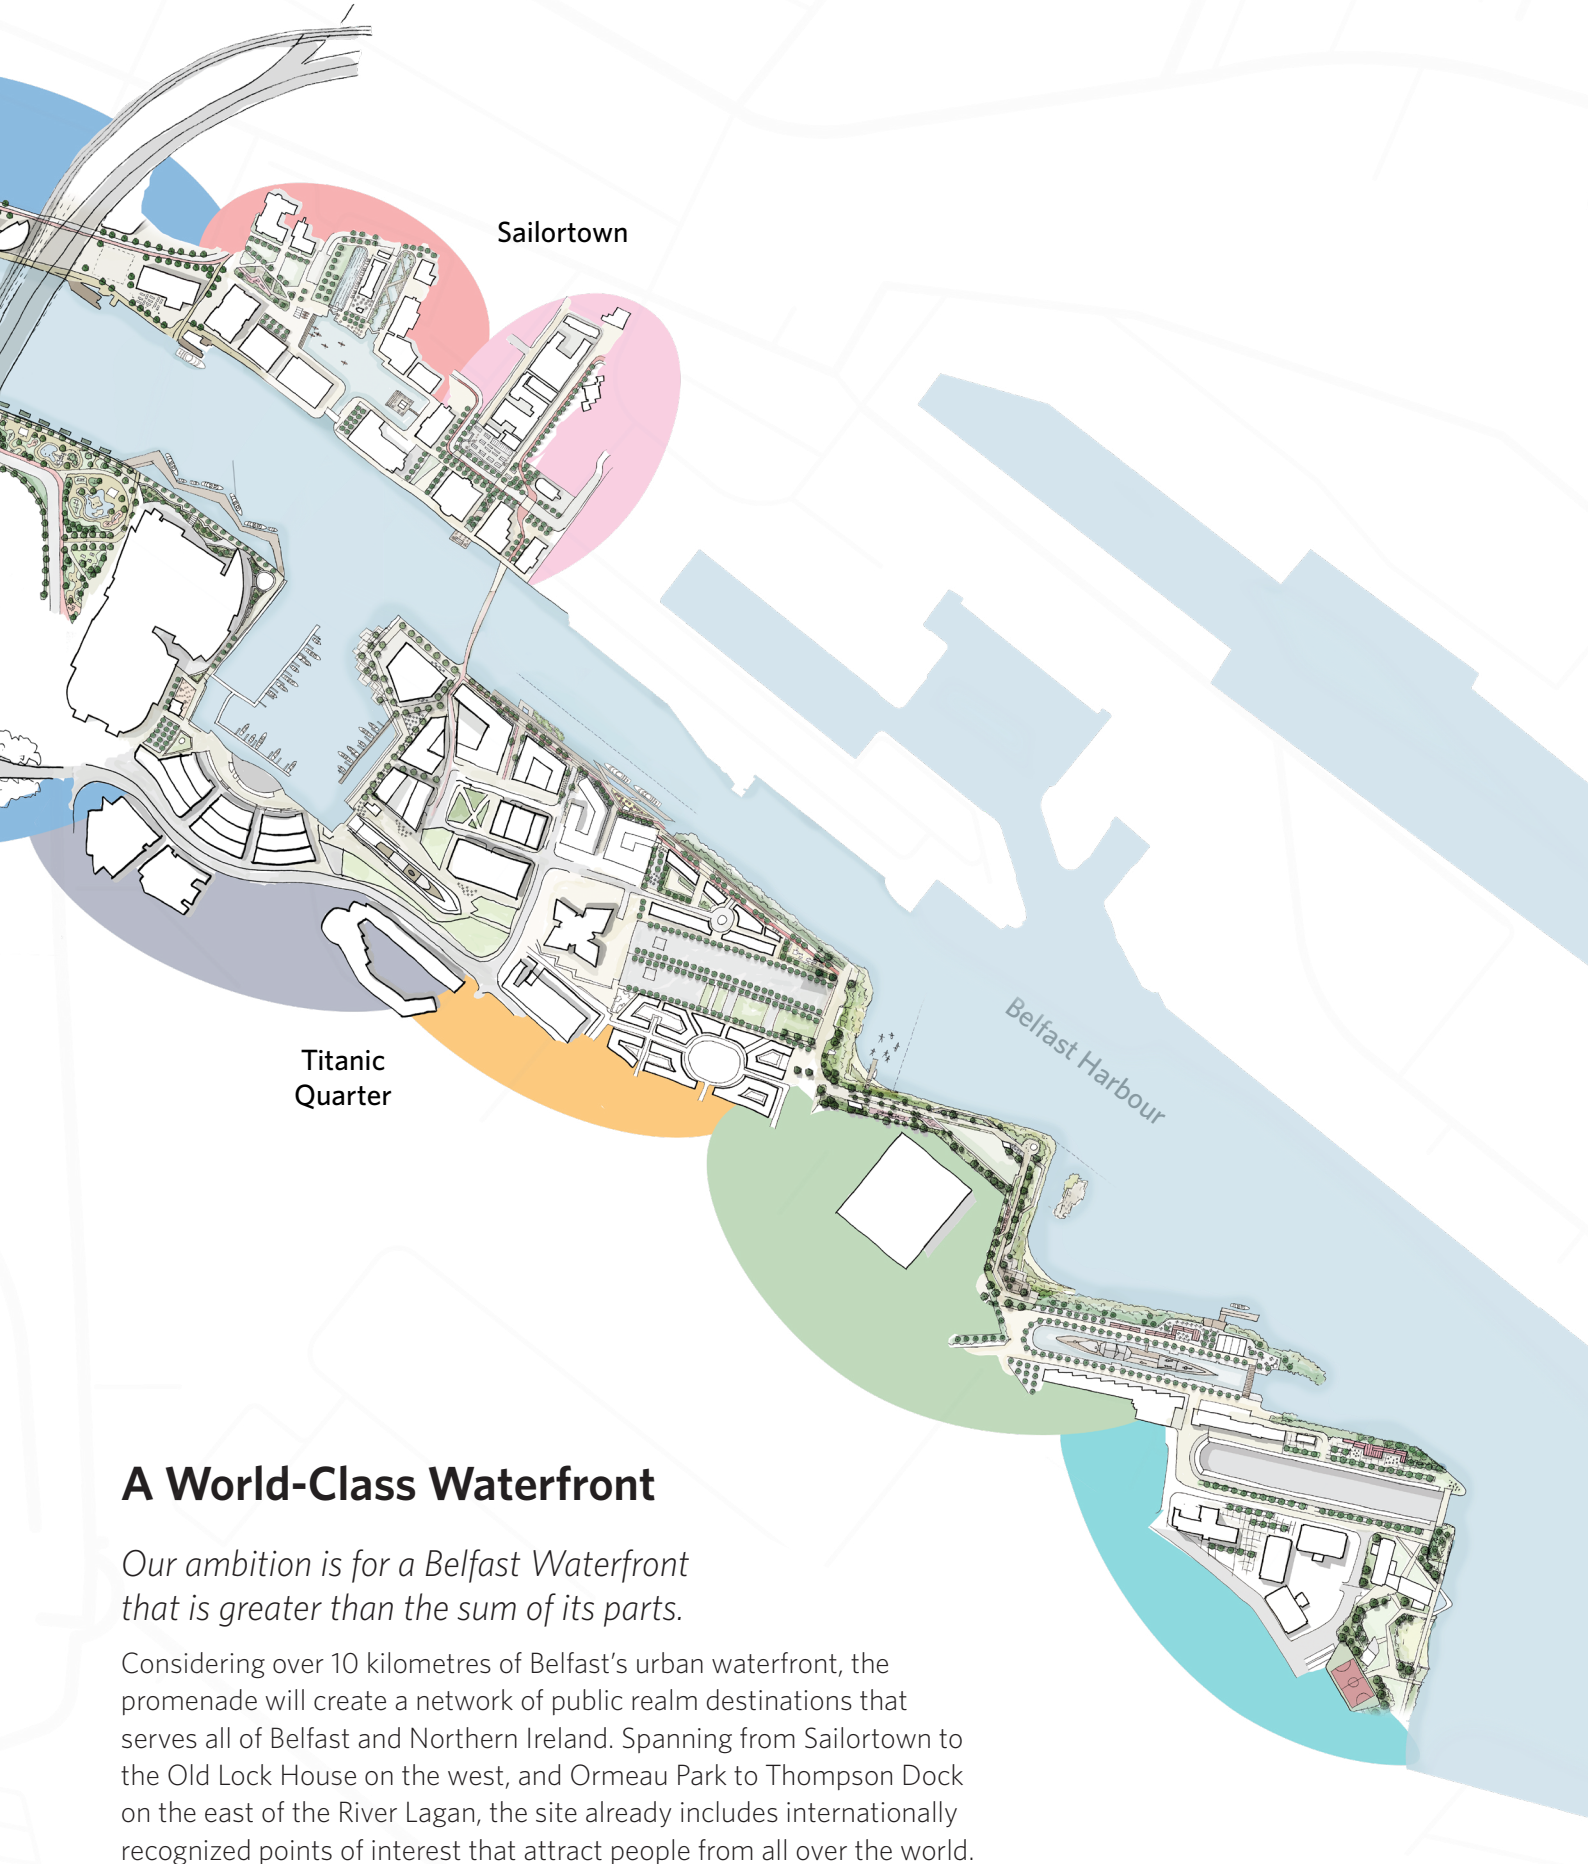 Sailortown
Belfast Harbour
Titanic
Quarter
A World-Class Waterfront
Our ambition is for a Belfast Waterfront
that is greater than the sum of its parts.
Considering over 10 kilometres of Belfast’s urban waterfront, the
promenade will create a network of public realm destinations that
serves all of Belfast and Northern Ireland. Spanning from Sailortown to
the Old Lock House on the west, and Ormeau Park to Thompson Dock
on the east of the River Lagan, the site already includes internationally
recognized points of interest that attract people from all over the world.